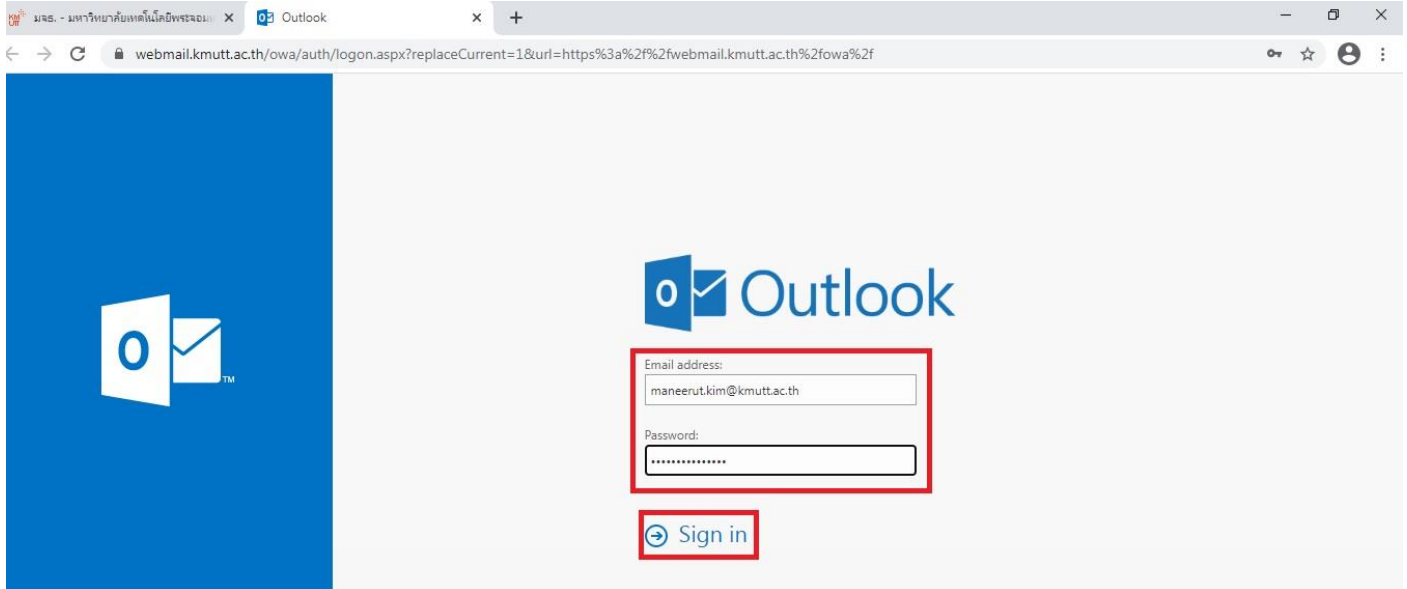 KM UTT มจธ. - มหาวิทยาลัยเทคโนโลยีพระจอมเ
Outlook
webmail.kmutt.ac.th/owa/auth/logon.aspx?replaceCurrent=1&url=https%3a%2f%2fwebmail.kmutt.ac.th%2fowa%2f
Outlook
TM
Email address:
maneerut.kim@kmutt.ac.th
Password:
•••••••••••••••
Sign in